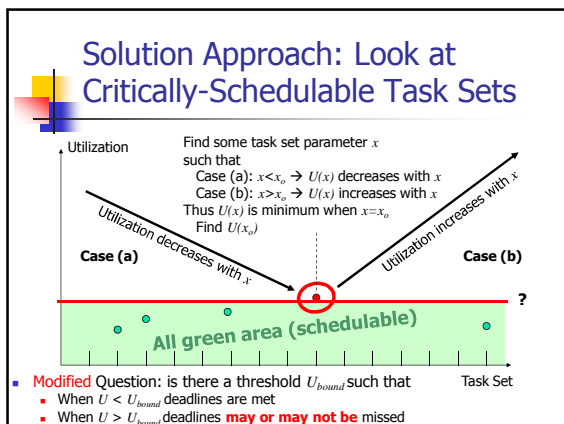 Solution Approach: Look at
Critically-Schedulable Task Sets
Utilization
Find some task set parameter x
such that
Case (a): x<xₒ → U(x) decreases with x
Case (b): x>xₒ → U(x) increases with x
Thus U(x) is minimum when x=xₒ
Find U(xₒ)
Utilization decreases with x
Utilization increases with x
Case (a)
Case (b)
?
All green area (schedulable)
Task Set
Modified Question: is there a threshold U_bound such that
When U < U_bound deadlines are met
When U > U_bound deadlines may or may not be missed